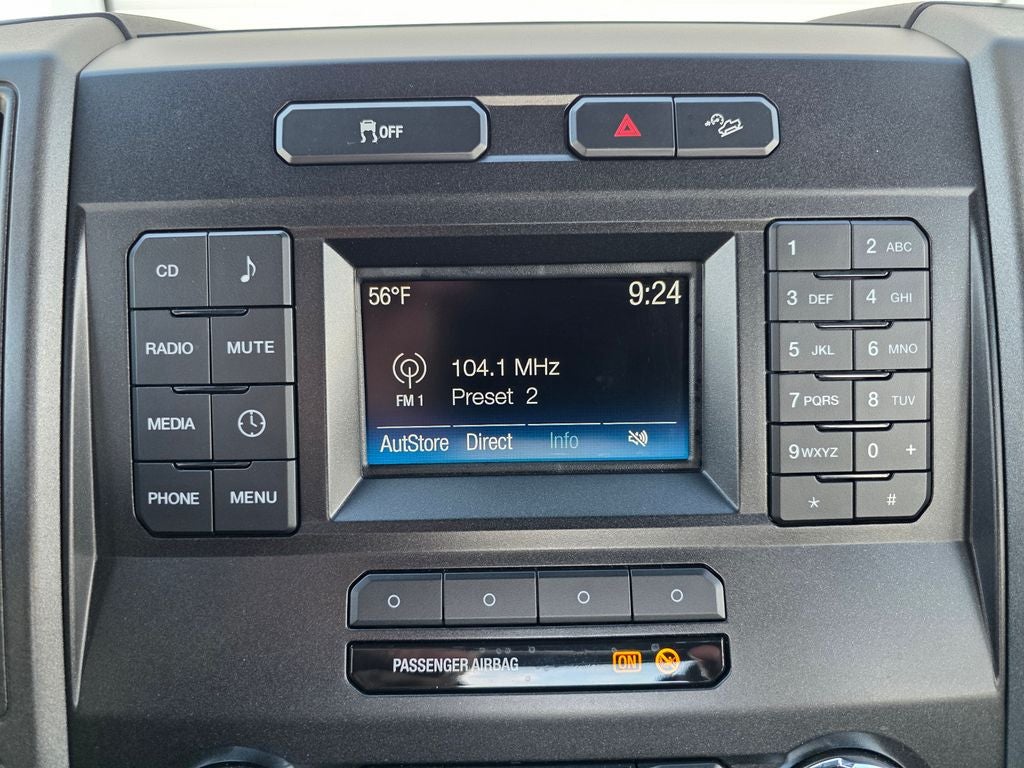 OFF
56°F 9:24
104.1 MHz
FM 1 Preset 2
AutStore Direct Info
CD
RADIO MUTE
MEDIA
PHONE MENU
1 2 ABC
3 DEF 4 GHI
5 JKL 6 MNO
7 PQRS 8 TUV
9 WXYZ 0 +
* #
PASSENGER AIRBAG ON